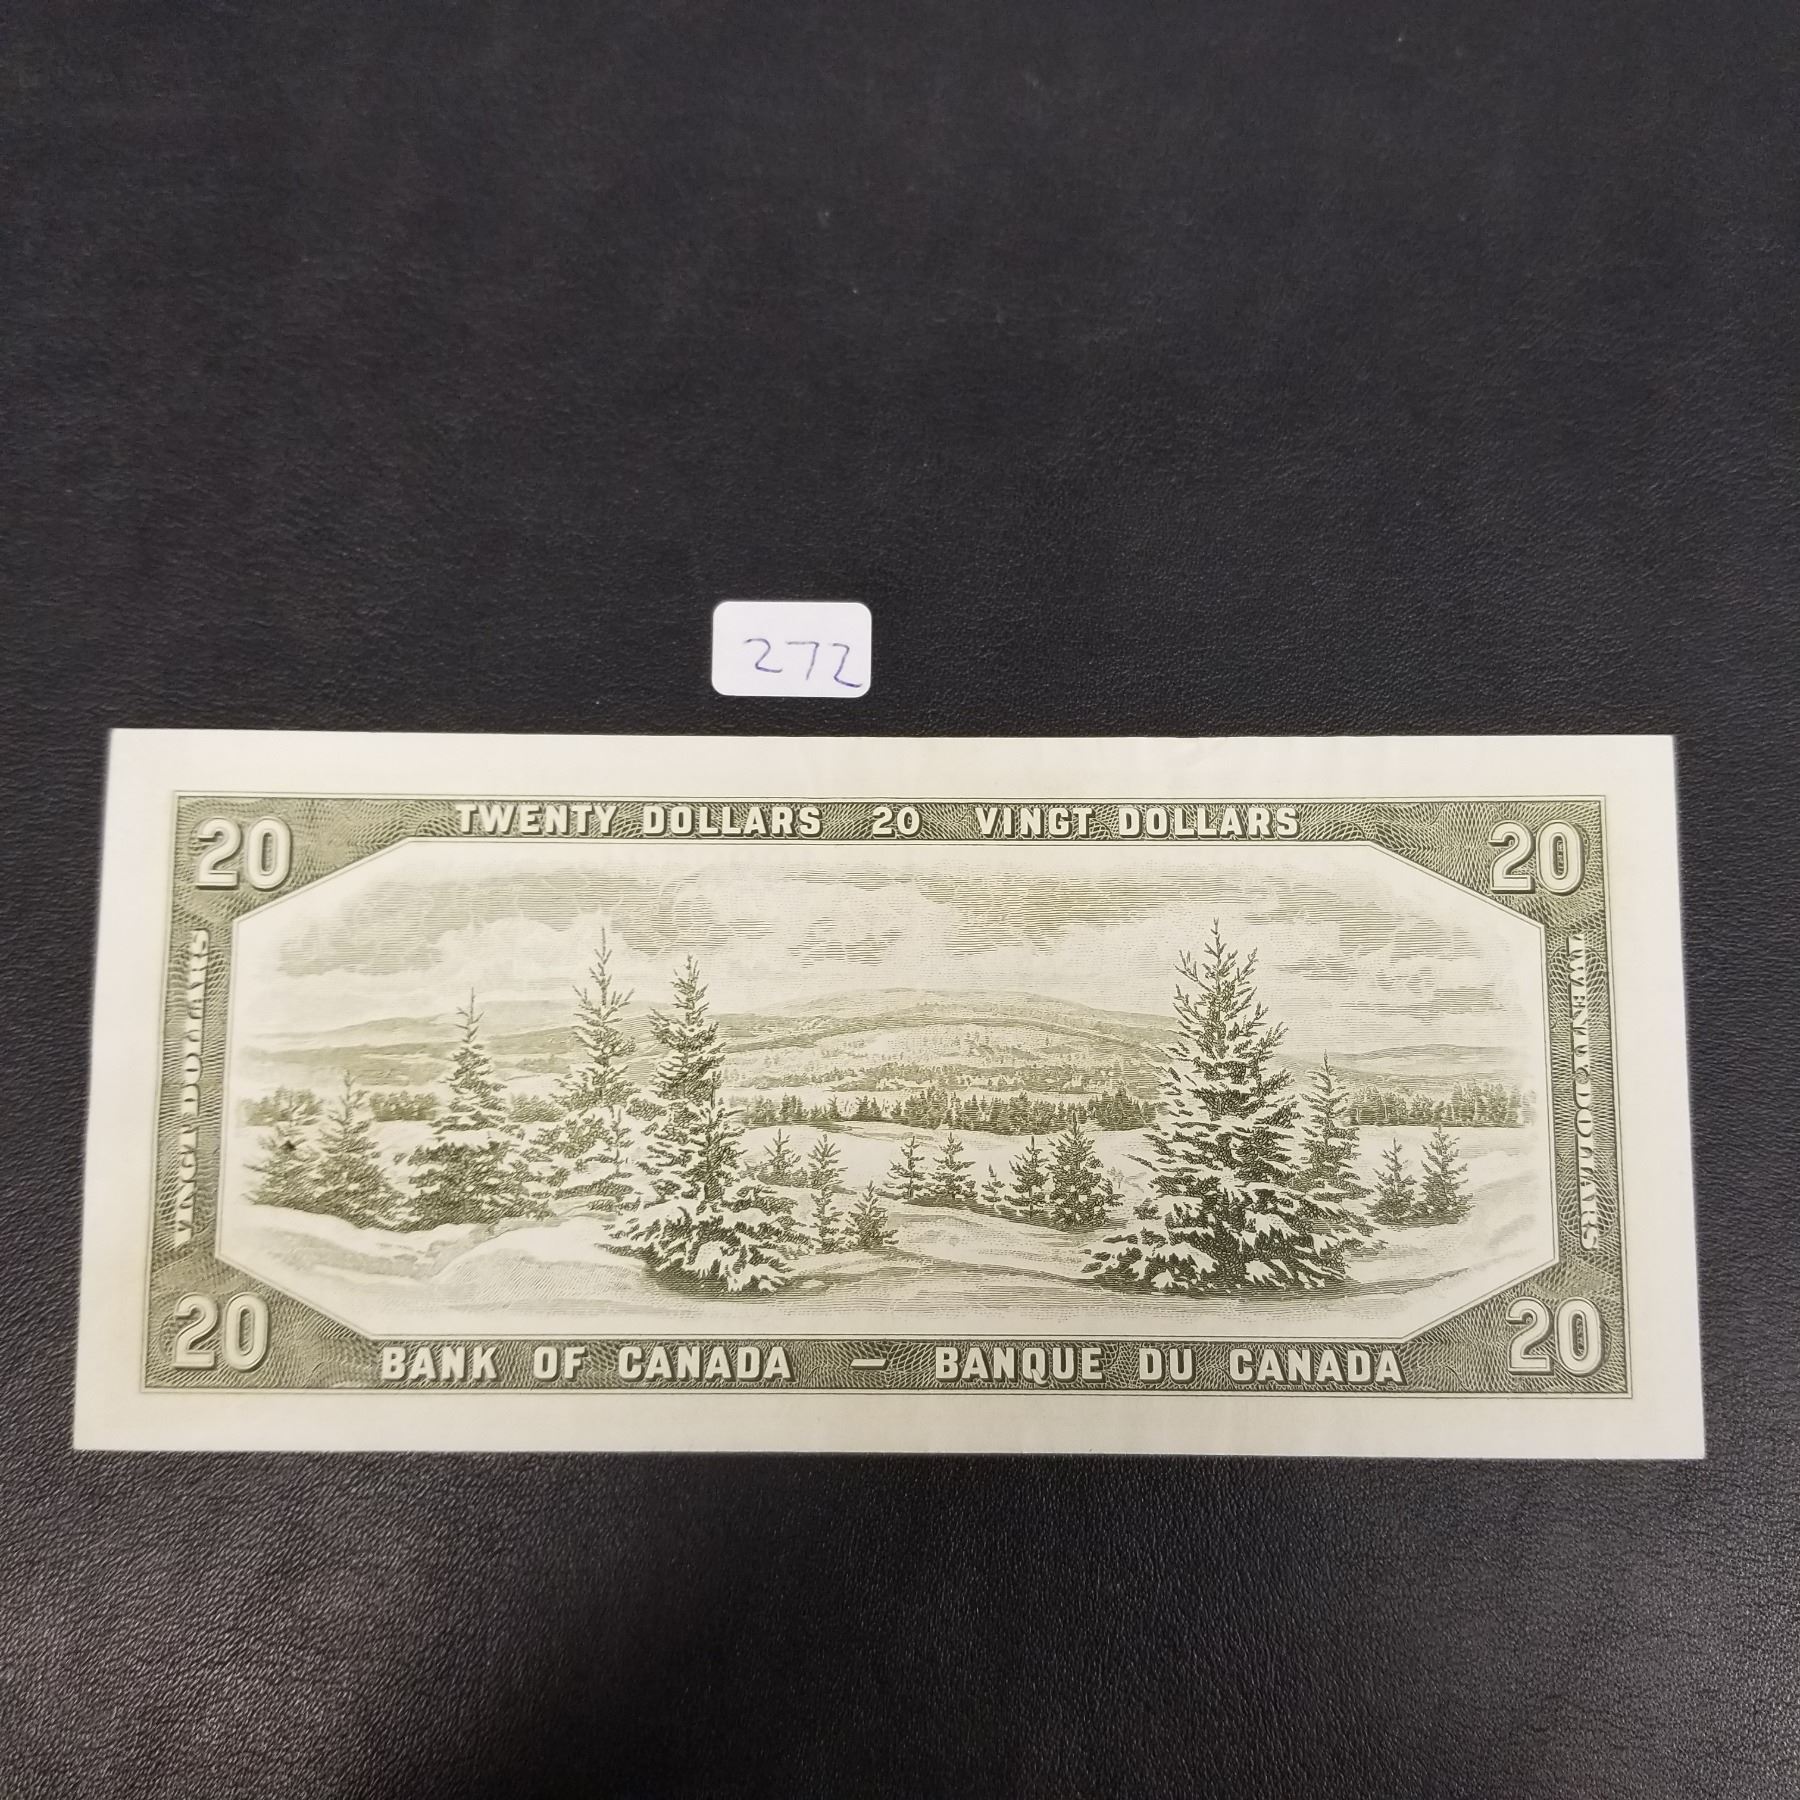 272
TWENTY DOLLARS 20 VINGT DOLLARS
20
20
VINGT DOLLARS
TWENTY DOLLARS
20
20
BANK OF CANADA — BANQUE DU CANADA